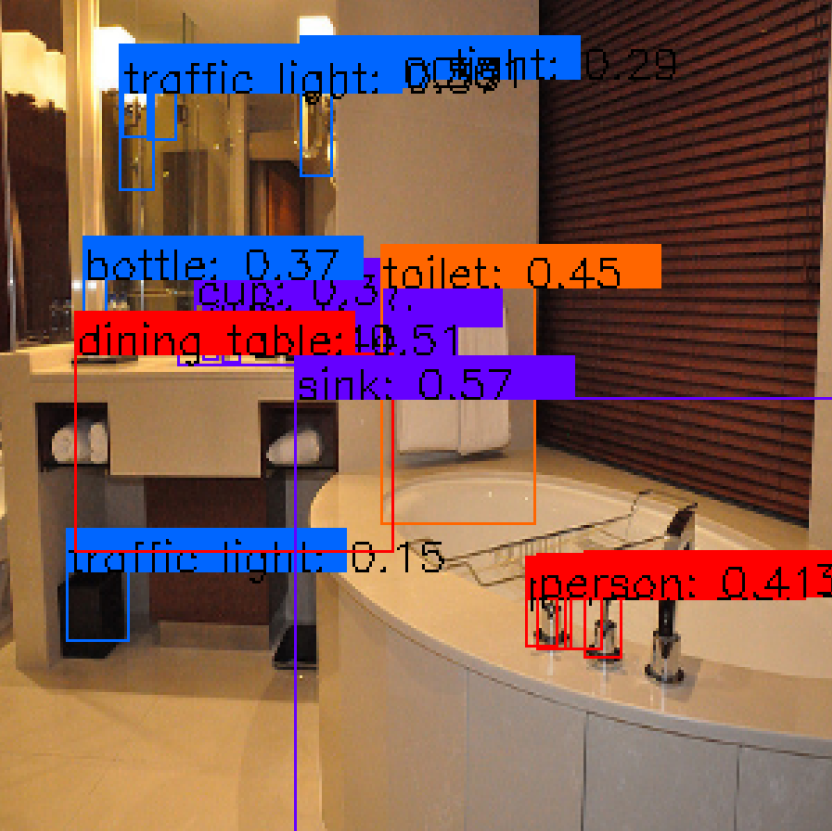 traffic light:
light: 0.29
bottle: 0.37
cup: 0.37
toilet: 0.45
dining table: 0.51
sink: 0.57
traffic light: 0.15
person: 0.41